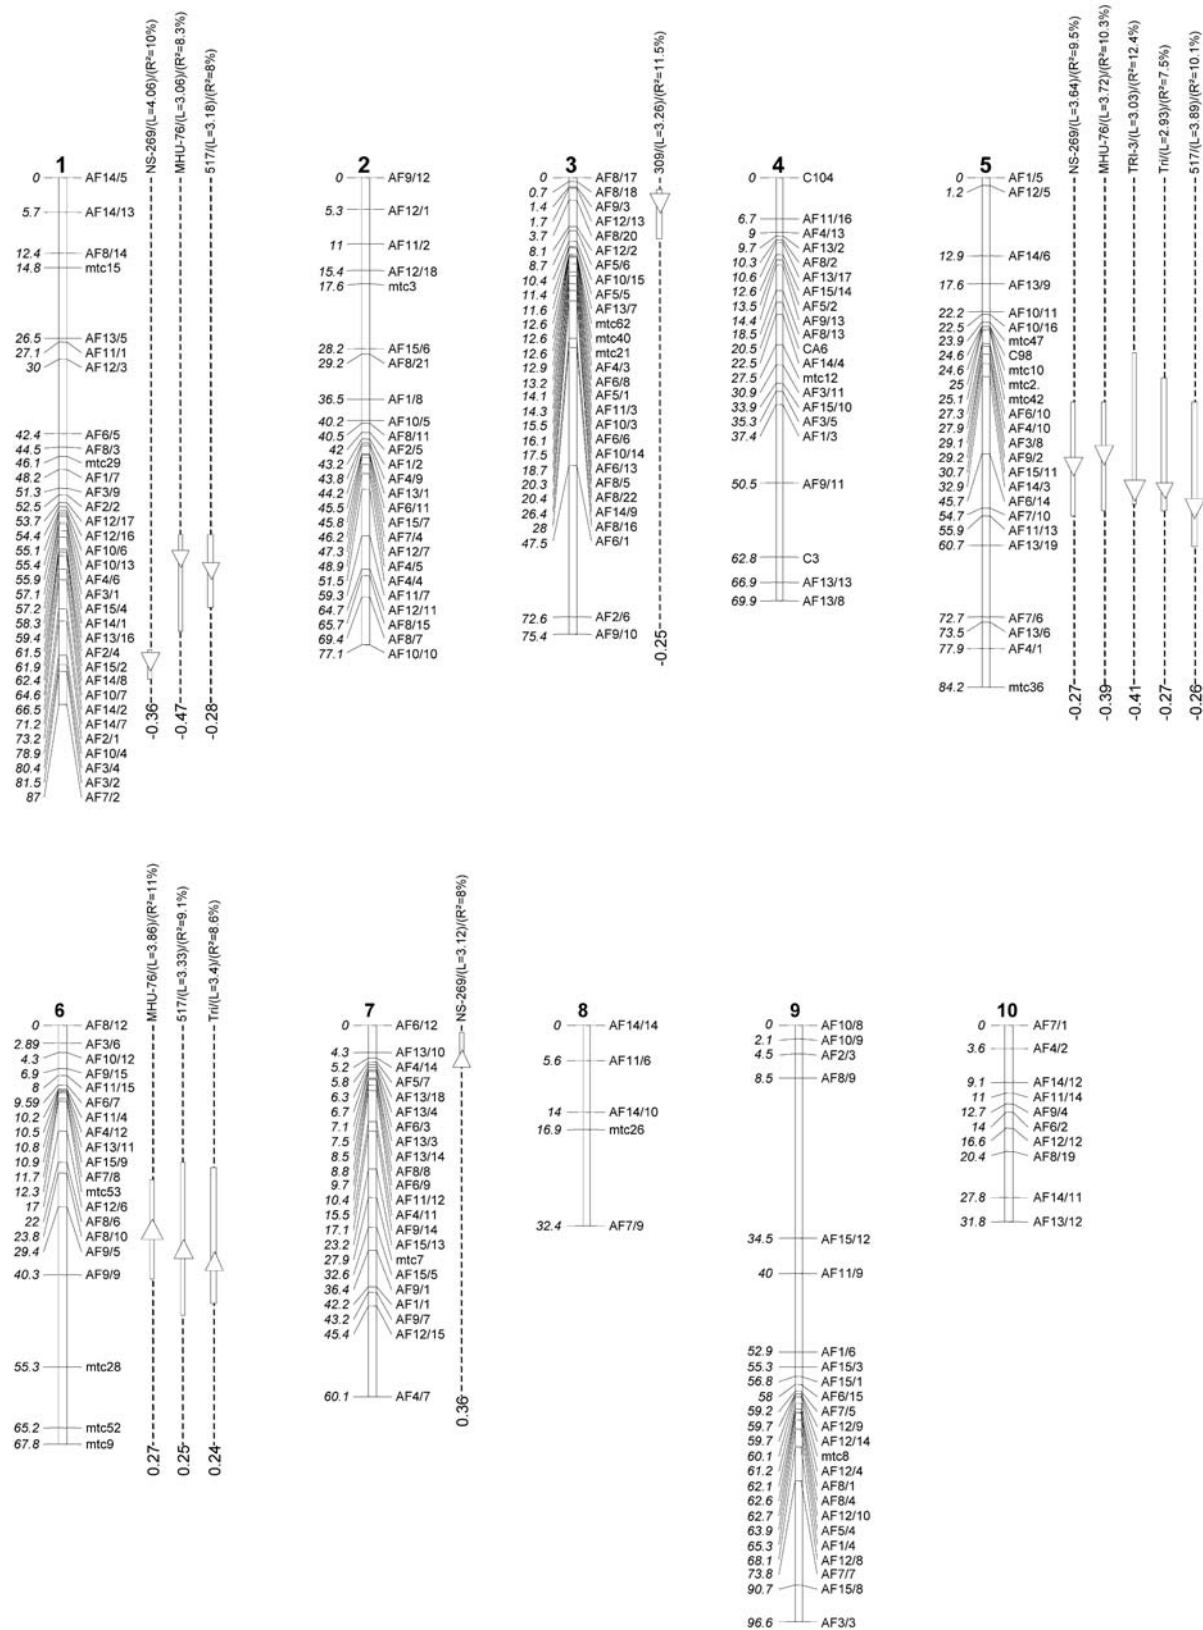 1
0 AF14/5
5.7 AF14/13
12.4 AF8/14
14.8 mtc15
26.5 AF13/5
27.1 AF11/1
30 AF12/3
42.4 AF6/5
44.5 AF8/3
46.1 mtc29
48.2 AF1/7
51.3 AF3/9
52.5 AF2/2
53.7 AF12/17
54.4 AF12/16
55.1 AF10/6
55.4 AF10/13
55.9 AF4/6
57.1 AF3/1
57.2 AF15/4
58.3 AF14/1
59.4 AF13/16
61.5 AF2/4
61.9 AF15/2
62.4 AF14/8
64.6 AF10/7
66.5 AF14/2
71.2 AF14/7
73.2 AF2/1
78.9 AF10/4
80.4 AF3/4
81.5 AF3/2
87 AF7/2
NS-269/(L=4.06)/(R²=10%)
-0.36
MHU-76/(L=3.06)/(R²=8.3%)
-0.47
517/(L=3.18)/(R²=8%)
-0.28
2
0 AF9/12
5.3 AF12/1
11 AF11/2
15.4 AF12/18
17.6 mtc3
28.2 AF15/6
29.2 AF8/21
36.5 AF1/8
40.2 AF10/5
40.5 AF8/11
42 AF2/5
43.2 AF1/2
43.8 AF4/9
44.2 AF13/1
45.5 AF6/11
45.8 AF15/7
46.2 AF7/4
47.3 AF12/7
48.9 AF4/5
51.5 AF4/4
59.3 AF11/7
64.7 AF12/11
65.7 AF8/15
69.4 AF8/7
77.1 AF10/10
3
0 AF8/17
0.7 AF8/18
1.4 AF9/3
1.7 AF12/13
3.7 AF8/20
8.1 AF12/2
8.7 AF5/6
10.4 AF10/15
11.4 AF5/5
11.6 AF13/7
12.6 mtc62
12.6 mtc40
12.6 mtc21
12.9 AF4/3
13.2 AF6/8
14.1 AF5/1
14.3 AF11/3
15.5 AF10/3
16.1 AF6/6
17.5 AF10/14
18.7 AF6/13
20.3 AF8/5
20.4 AF8/22
26.4 AF14/9
28 AF8/16
47.5 AF6/1
72.6 AF2/6
75.4 AF9/10
309/(L=3.26)/(R²=11.5%)
-0.25
4
0 C104
6.7 AF11/16
9 AF4/13
9.7 AF13/2
10.3 AF8/2
10.6 AF13/17
12.6 AF15/14
13.5 AF5/2
14.4 AF9/13
18.5 AF8/13
20.5 CA6
22.5 AF14/4
27.5 mtc12
30.9 AF3/11
33.9 AF15/10
35.3 AF3/5
37.4 AF1/3
50.5 AF9/11
62.8 C3
66.9 AF13/13
69.9 AF13/8
5
0 AF1/5
1.2 AF12/5
12.9 AF14/6
17.6 AF13/9
22.2 AF10/11
22.5 AF10/16
23.9 mtc47
24.6 C98
24.6 mtc10
25 mtc2.
25.1 mtc42
27.3 AF6/10
27.9 AF4/10
29.1 AF3/8
29.2 AF9/2
30.7 AF15/11
32.9 AF14/3
45.7 AF6/14
54.7 AF7/10
55.9 AF11/13
60.7 AF13/19
72.7 AF7/6
73.5 AF13/6
77.9 AF4/1
84.2 mtc36
NS-269/(L=3.64)/(R²=9.5%)
-0.27
MHU-76/(L=3.72)/(R²=10.3%)
-0.39
TRI-3/(L=3.03)/(R²=12.4%)
-0.41
Tri/(L=2.93)/(R²=7.5%)
-0.27
517/(L=3.89)/(R²=10.1%)
-0.26
6
0 AF8/12
2.89 AF3/6
4.3 AF10/12
6.9 AF9/15
8 AF11/15
9.59 AF6/7
10.2 AF11/4
10.5 AF4/12
10.8 AF13/11
10.9 AF15/9
11.7 AF7/8
12.3 mtc53
17 AF12/6
22 AF8/6
23.8 AF8/10
29.4 AF9/5
40.3 AF9/9
55.3 mtc28
65.2 mtc52
67.8 mtc9
MHU-76/(L=3.86)/(R²=11%)
0.27
517/(L=3.33)/(R²=9.1%)
0.25
Tri/(L=3.4)/(R²=8.6%)
0.24
7
0 AF6/12
4.3 AF13/10
5.2 AF4/14
5.8 AF5/7
6.3 AF13/18
6.7 AF13/4
7.1 AF6/3
7.5 AF13/3
8.5 AF13/14
8.8 AF8/8
9.7 AF6/9
10.4 AF11/12
15.5 AF4/11
17.1 AF9/14
23.2 AF15/13
27.9 mtc7
32.6 AF15/5
36.4 AF9/1
42.2 AF1/1
43.2 AF9/7
45.4 AF12/15
60.1 AF4/7
NS-269/(L=3.12)/(R²=8%)
0.36
8
0 AF14/14
5.6 AF11/6
14 AF14/10
16.9 mtc26
32.4 AF7/9
9
0 AF10/8
2.1 AF10/9
4.5 AF2/3
8.5 AF8/9
34.5 AF15/12
40 AF11/9
52.9 AF1/6
55.3 AF15/3
56.8 AF15/1
58 AF6/15
59.2 AF7/5
59.7 AF12/9
59.7 AF12/14
60.1 mtc8
61.2 AF12/4
62.1 AF8/1
62.6 AF8/4
62.7 AF12/10
63.9 AF5/4
65.3 AF1/4
68.1 AF12/8
73.8 AF7/7
90.7 AF15/8
96.6 AF3/3
10
0 AF7/1
3.6 AF4/2
9.1 AF14/12
11 AF11/14
12.7 AF9/4
14 AF6/2
16.6 AF12/12
20.4 AF8/19
27.8 AF14/11
31.8 AF13/12